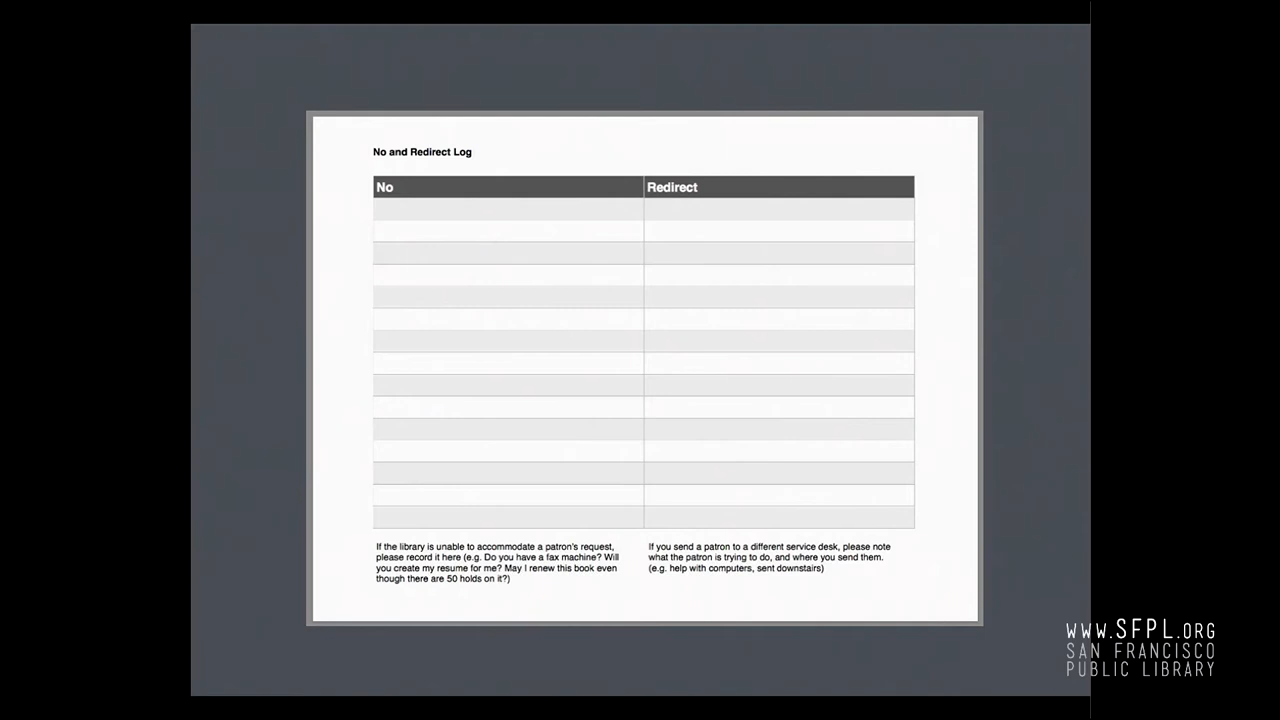 No and Redirect Log
No
Redirect
If the library is unable to accommodate a patron's request,
please record it here (e.g. Do you have a fax machine? Will
you create my resume for me? May I renew this book even
though there are 50 holds on it?)
If you send a patron to a different service desk, please note
what the patron is trying to do, and where you send them.
(e.g. help with computers, sent downstairs)
WWW.SFPL.ORG
SAN FRANCISCO
PUBLIC LIBRARY